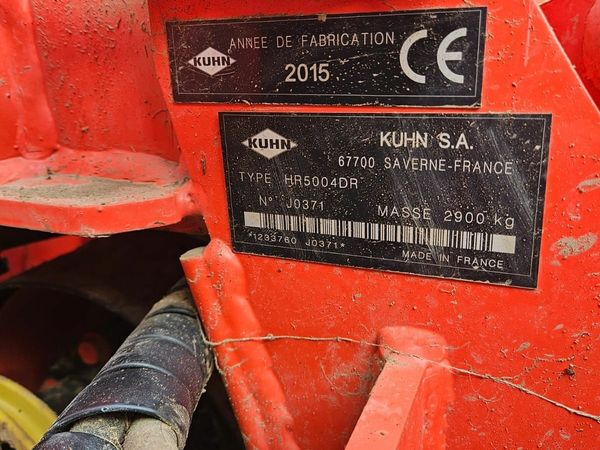 KUHN
ANNEE DE FABRICATION
2015
CE
KUHN
KUHN S.A.
67700 SAVERNE-FRANCE
TYPE HR5004DR
N° J0371 MASSE 2900 kg
*1233760 J0371*
MADE IN FRANCE